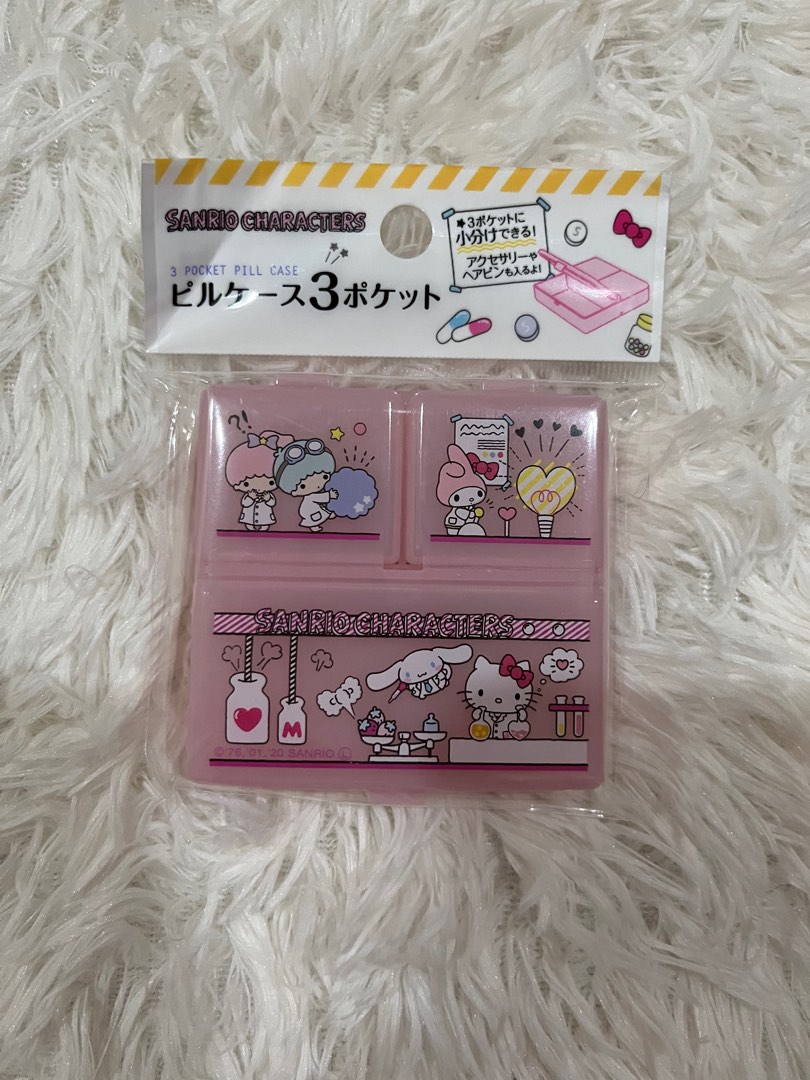 SANRIO CHARACTERS
3 POCKET PILL CASE
ピルケース3ポケット
3ポケットに
小分けできる!
アクセサリーや
ヘアピンも入るよ!
S
S
?!
SANRIO CHARACTERS
M
© '76, '01, '20 SANRIO Ⓛ